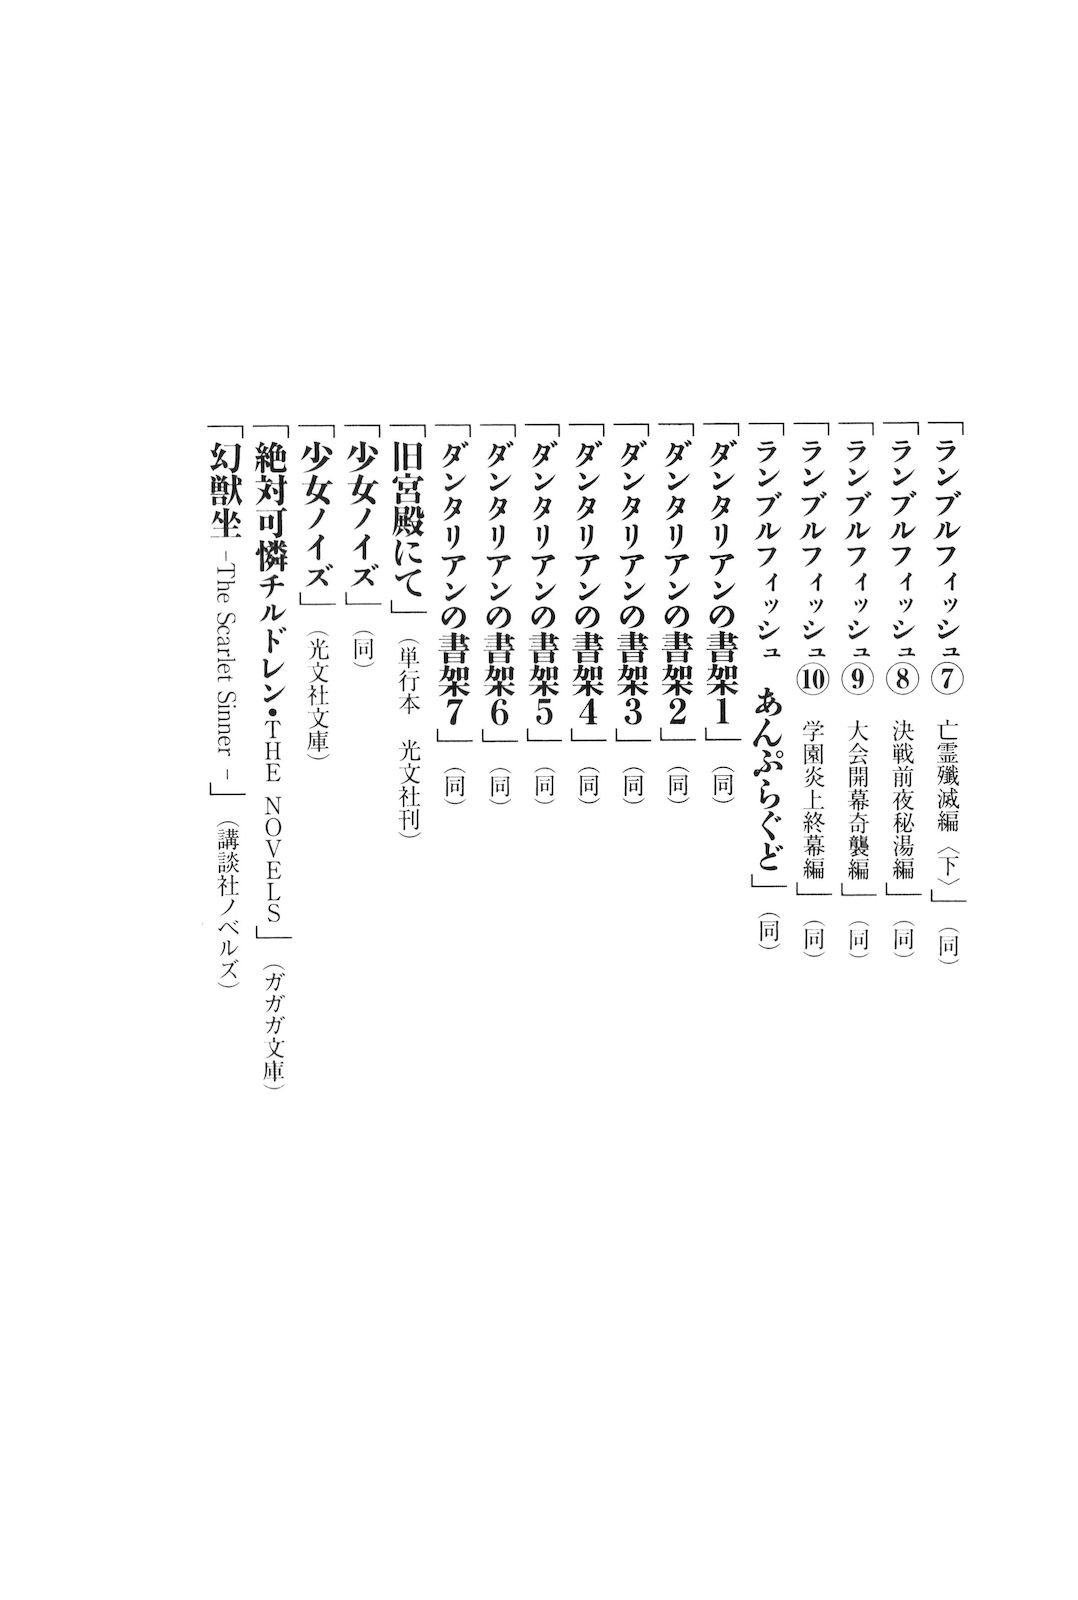 「ランブルフィッシュ⑦ 亡霊殲滅編〈下〉」（同）
「ランブルフィッシュ⑧ 決戦前夜秘湯編」（同）
「ランブルフィッシュ⑨ 大会開幕奇襲編」（同）
「ランブルフィッシュ⑩ 学園炎上終幕編」（同）
「ランブルフィッシュ あんぷらぐど」（同）
「ダンタリアンの書架1」（同）
「ダンタリアンの書架2」（同）
「ダンタリアンの書架3」（同）
「ダンタリアンの書架4」（同）
「ダンタリアンの書架5」（同）
「ダンタリアンの書架6」（同）
「ダンタリアンの書架7」（同）
「旧宮殿にて」（単行本 光文社刊）
「少女ノイズ」（同）
「少女ノイズ」（光文社文庫）
「絶対可憐チルドレン・THE NOVELS」（ガガガ文庫）
「幻獣坐 -The Scarlet Sinner -」（講談社ノベルズ）